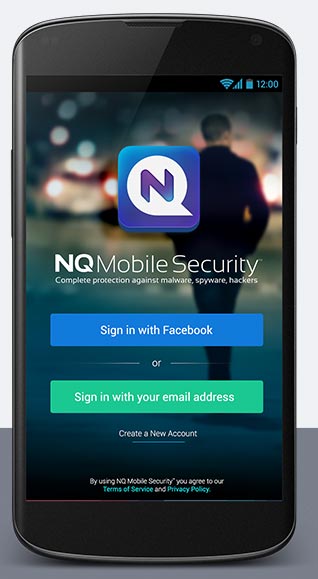 12:00
N
NQ Mobile Security™
Complete protection against malware, spyware, hackers
Sign in with Facebook
or
Sign in with your email address
Create a New Account
By using NQ Mobile Security™ you agree to our
Terms of Service and Privacy Policy.